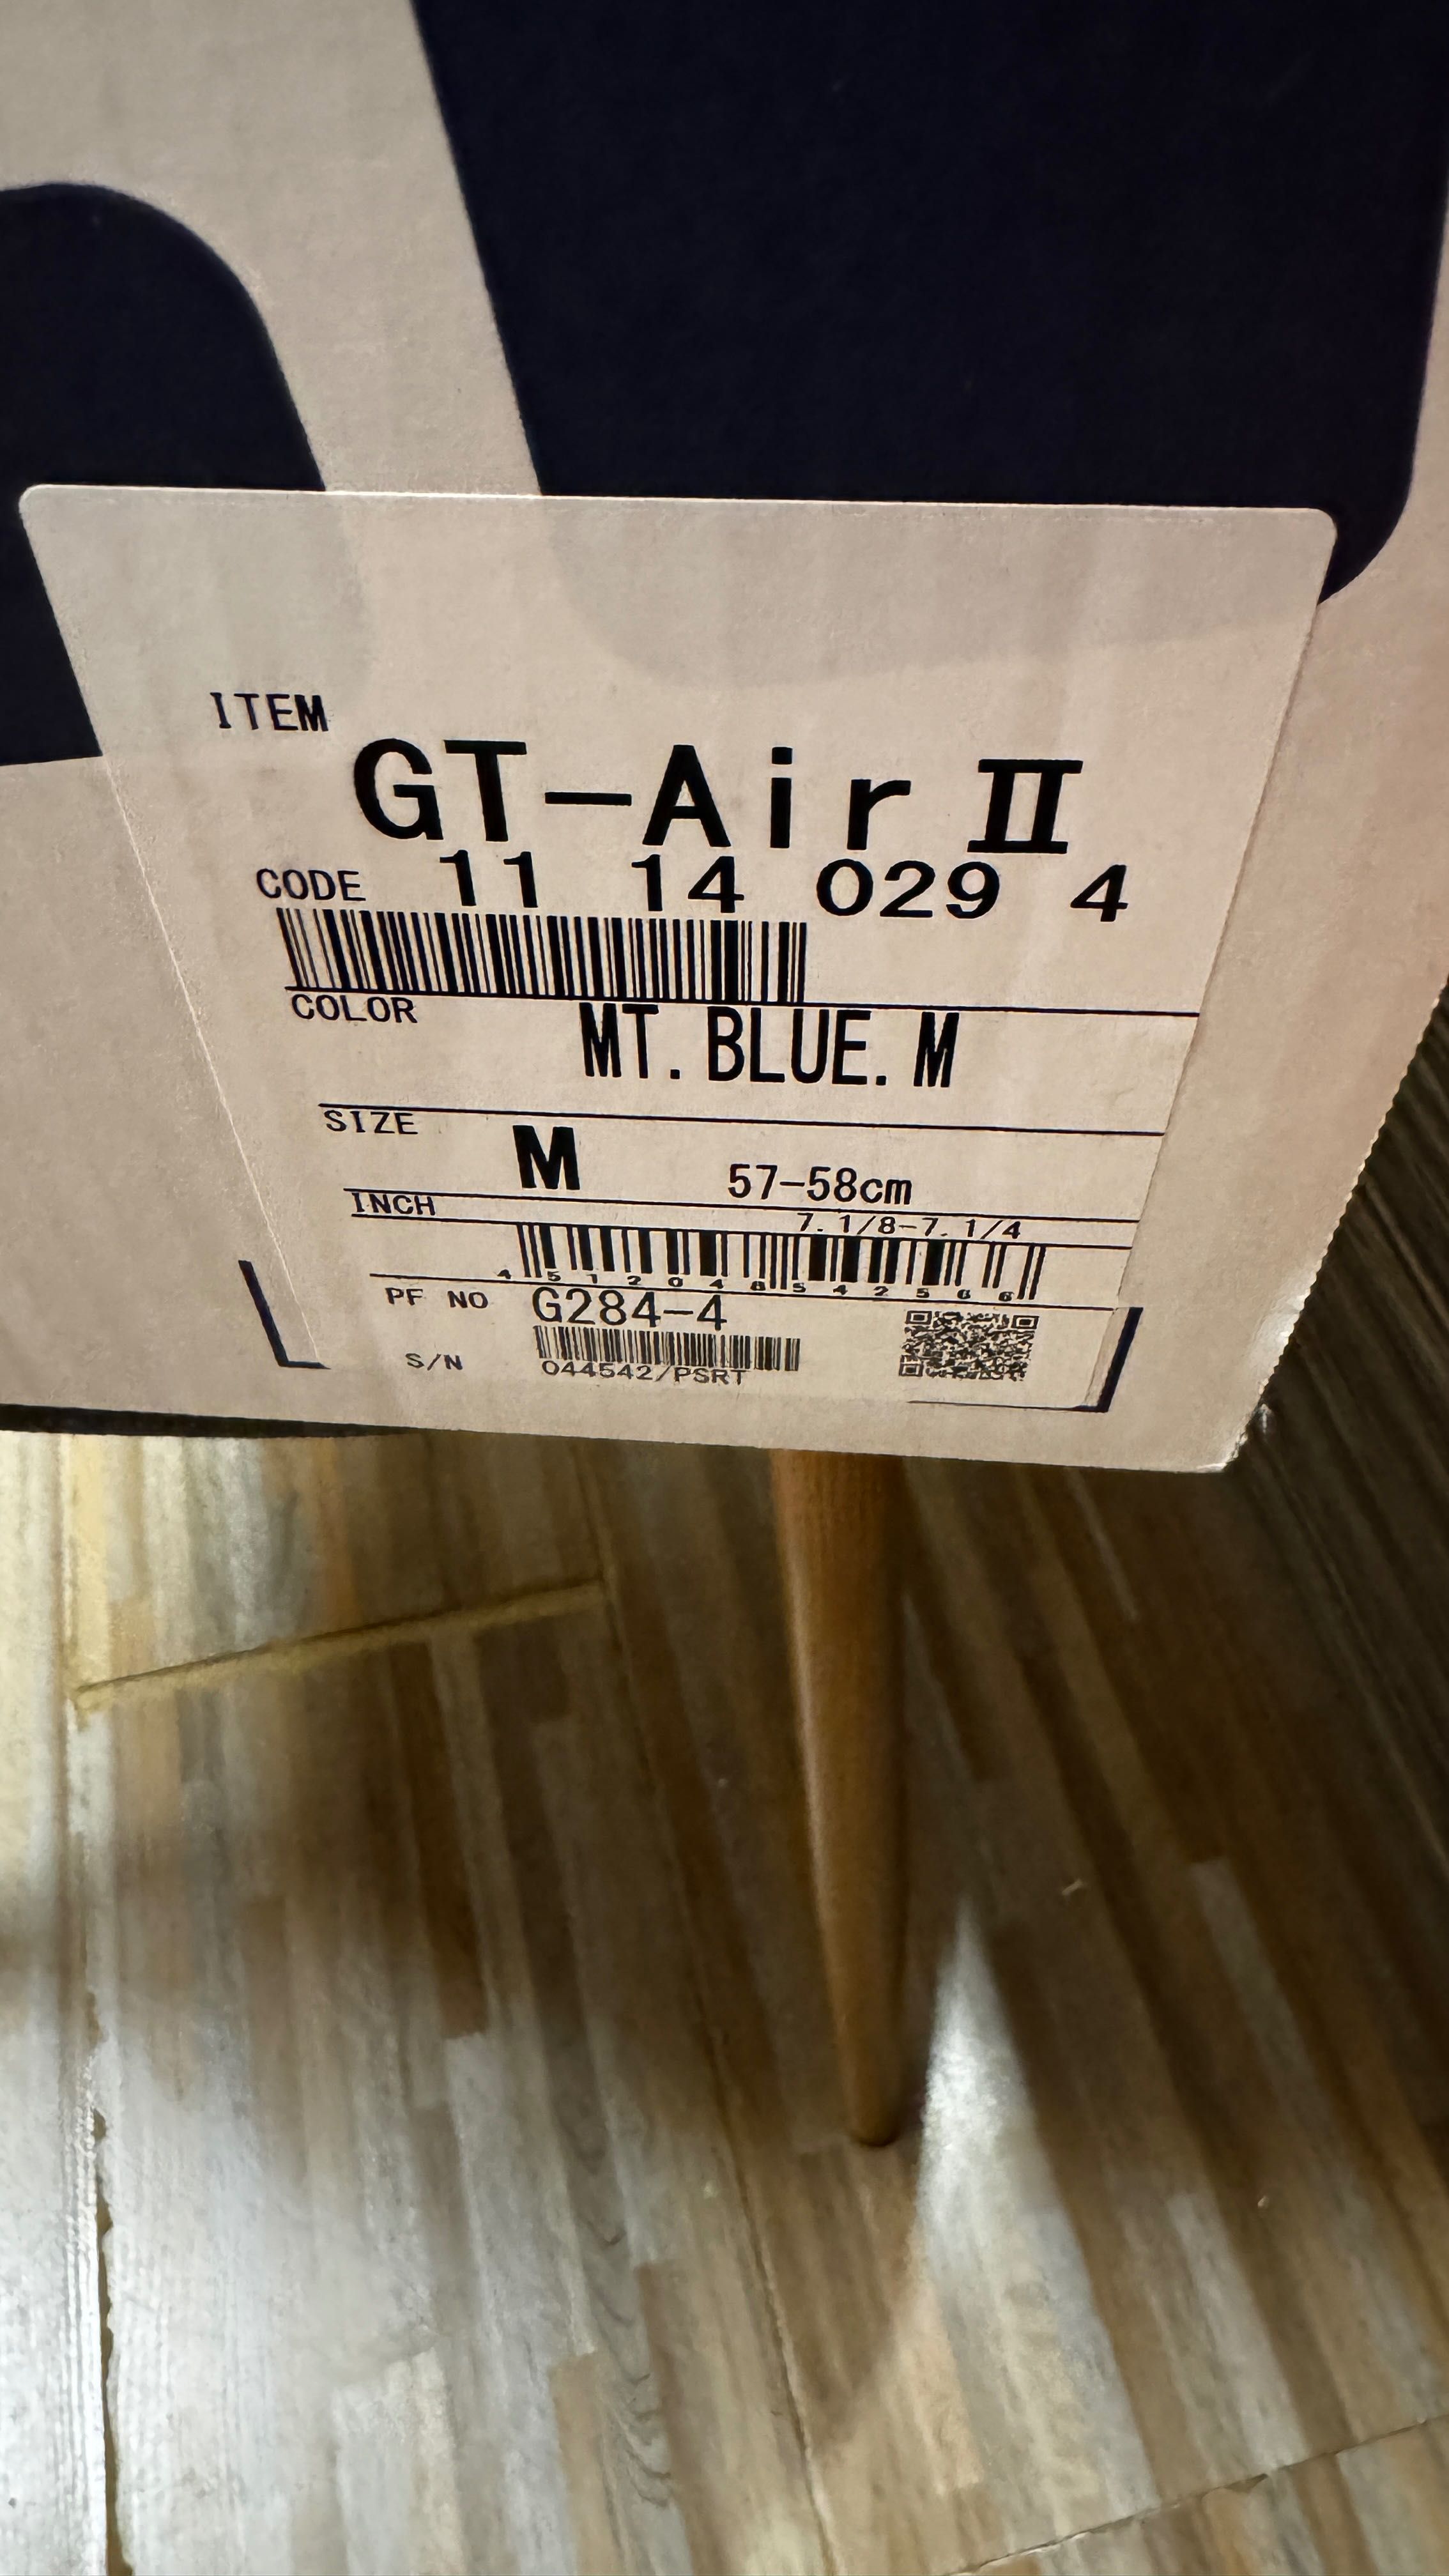 ITEM
GT-Air Ⅱ
CODE 11 14 029 4
COLOR MT.BLUE.M
SIZE M 57-58cm
INCH 7.1/8-7.1/4
4 512048 542506
PF NO G284-4
S/N 044542/PSRT